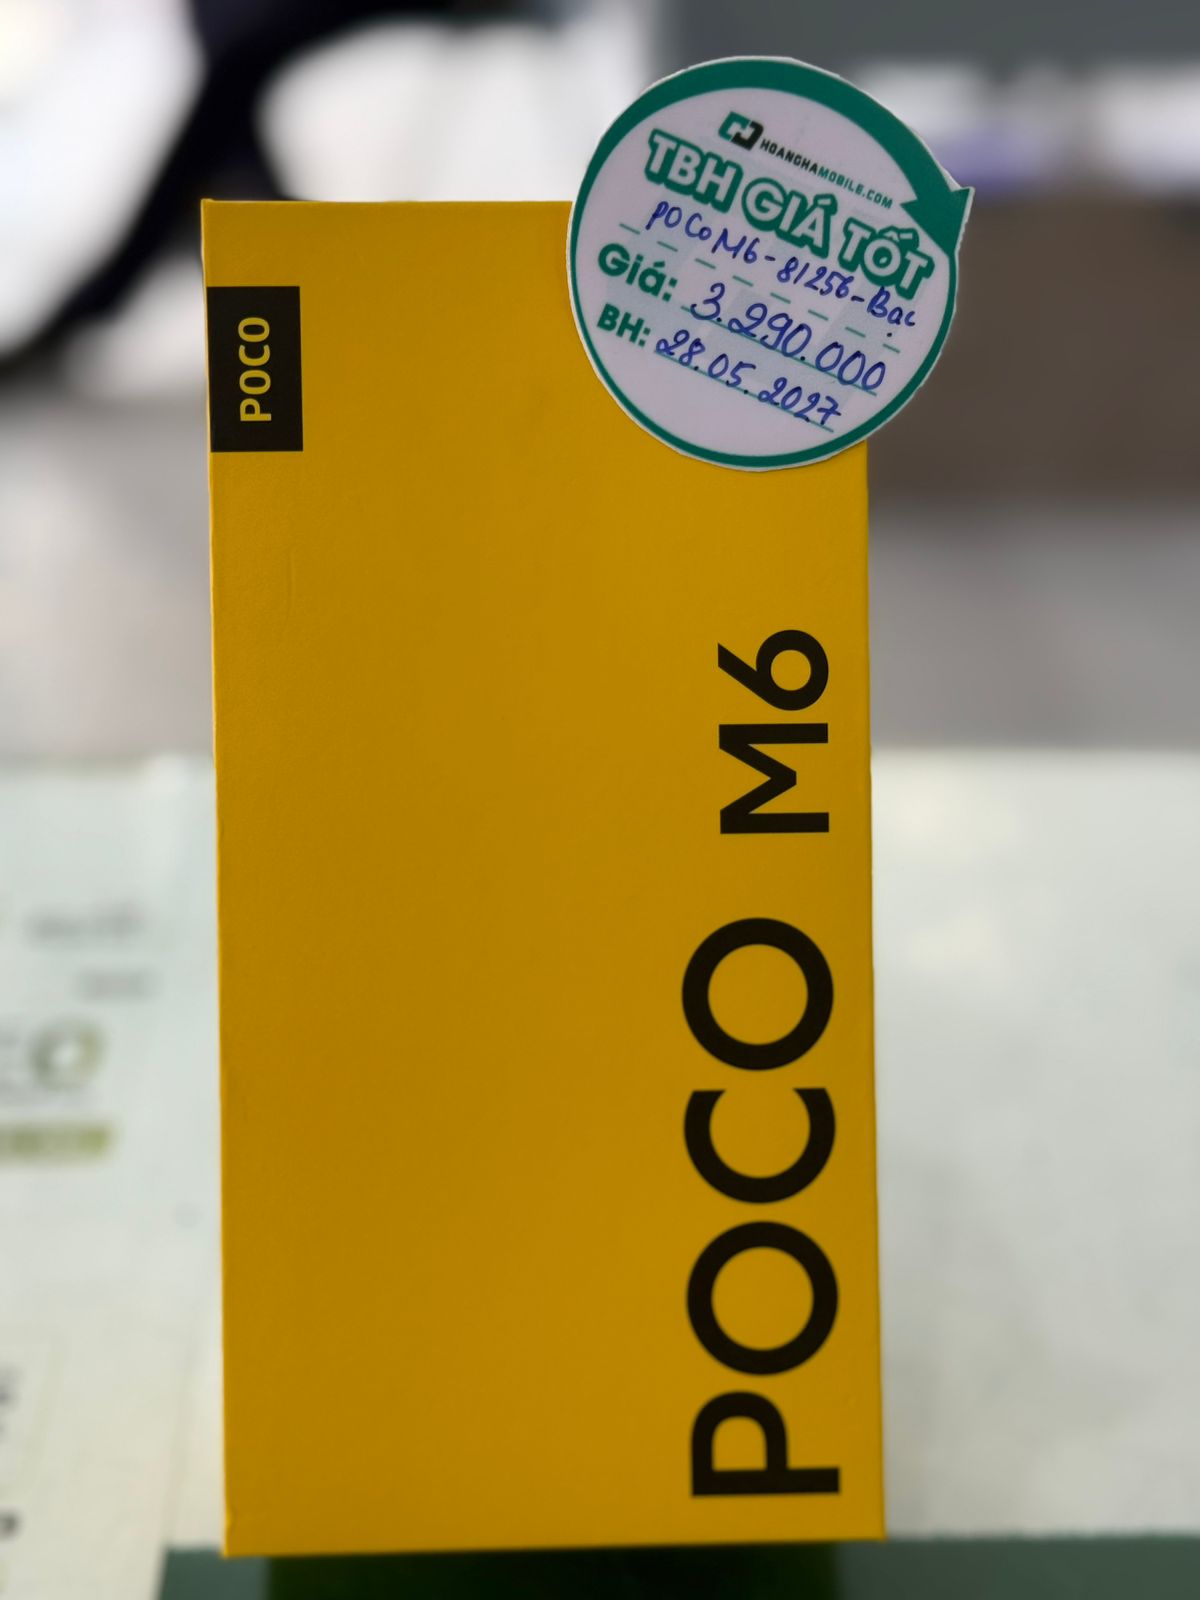 HOANGHAMOBILE.COM
TBH GIÁ TỐT
POCO M6-8/256-Bạc
Giá: 3.290.000
BH: 28.05.2027
POCO
POCO M6